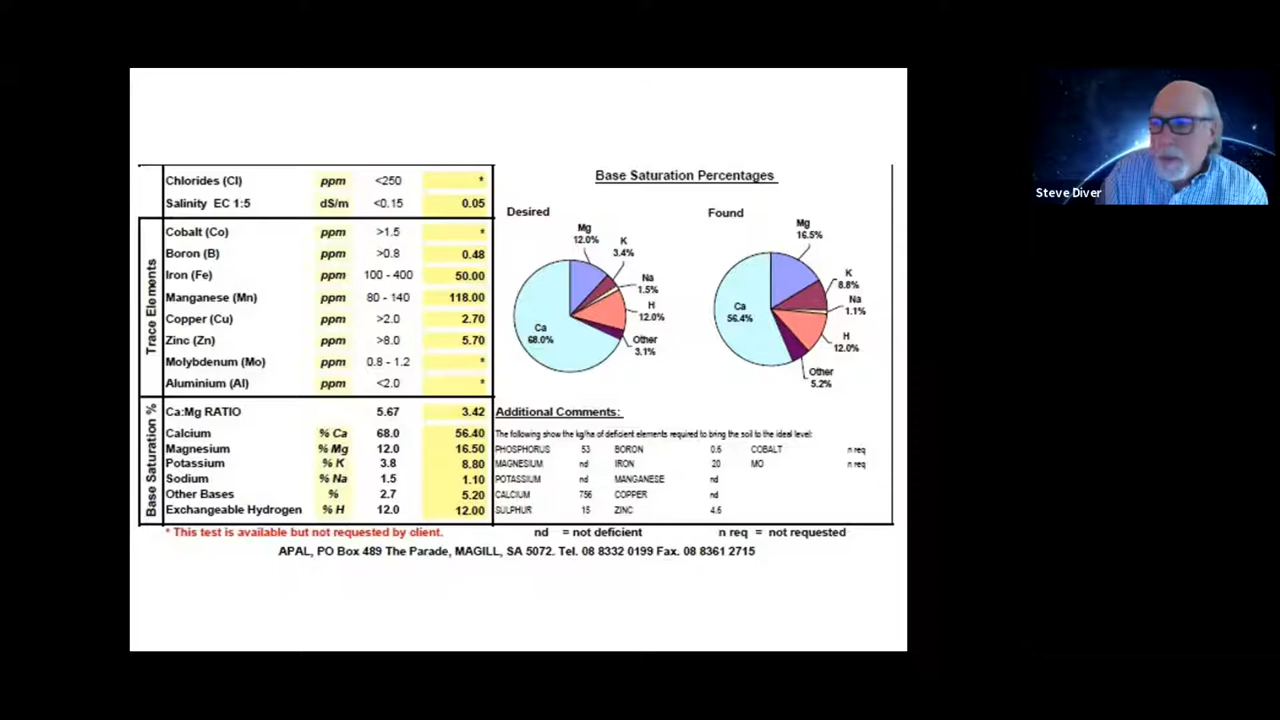 Chlorides (Cl) ppm <250 *
Salinity EC 1:5 dS/m <0.15 0.05
Trace Elements
Cobalt (Co) ppm >1.5 *
Boron (B) ppm >0.8 0.48
Iron (Fe) ppm 100 - 400 50.00
Manganese (Mn) ppm 80 - 140 118.00
Copper (Cu) ppm >2.0 2.70
Zinc (Zn) ppm >8.0 5.70
Molybdenum (Mo) ppm 0.8 - 1.2 *
Aluminium (Al) ppm <2.0 *
Base Saturation %
Ca:Mg RATIO 5.67 3.42
Calcium % Ca 68.0 56.40
Magnesium % Mg 12.0 16.50
Potassium % K 3.8 8.80
Sodium % Na 1.5 1.10
Other Bases % 2.7 5.20
Exchangeable Hydrogen % H 12.0 12.00
Base Saturation Percentages
Desired
Mg
12.0%
K
3.4%
Na
1.5%
H
12.0%
Other
3.1%
Ca
68.0%
Found
Mg
16.5%
K
8.8%
Na
1.1%
H
12.0%
Other
5.2%
Ca
56.4%
Additional Comments:
The following show the kg/ha of deficient elements required to bring the soil to the ideal level:
PHOSPHORUS 53 BORON 0.6 COBALT n req
MAGNESIUM nd IRON 20 MO n req
POTASSIUM nd MANGANESE nd
CALCIUM 756 COPPER nd
SULPHUR 15 ZINC 4.5
* This test is available but not requested by client. nd = not deficient n req = not requested
APAL, PO Box 489 The Parade, MAGILL, SA 5072. Tel. 08 8332 0199 Fax. 08 8361 2715
Steve Diver